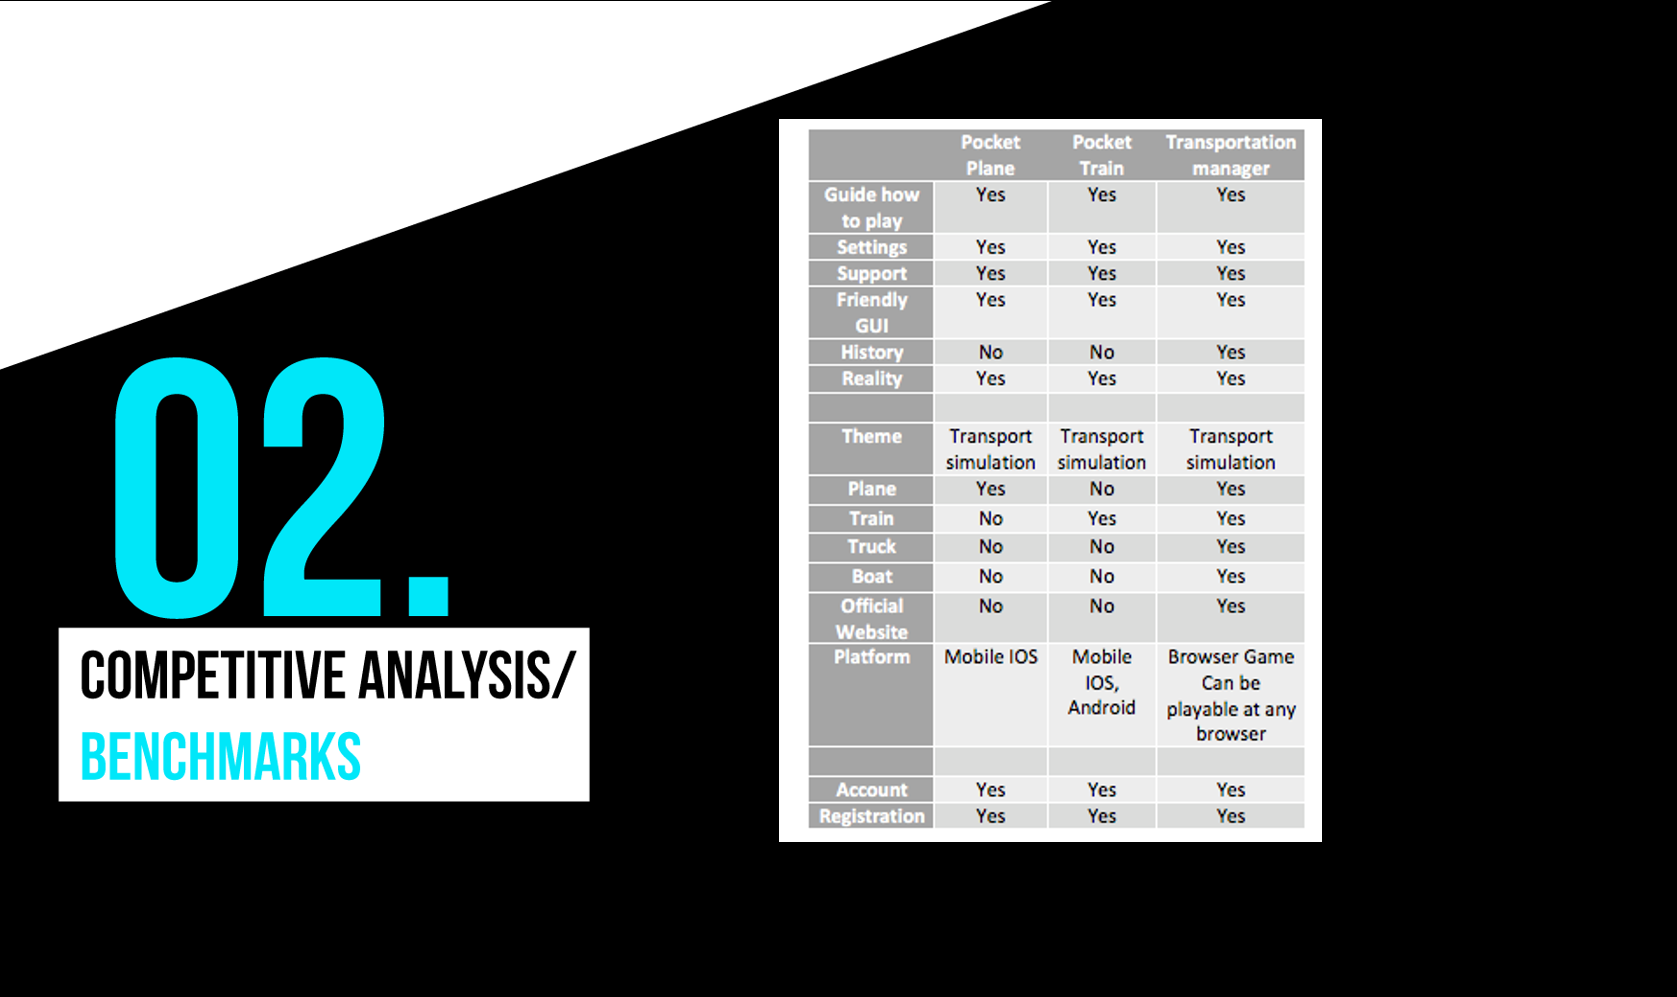 02.
COMPETITIVE ANALYSIS/
BENCHMARKS
Pocket Plane Pocket Train Transportation manager
Guide how to play Yes Yes Yes
Settings Yes Yes Yes
Support Yes Yes Yes
Friendly GUI Yes Yes Yes
History No No Yes
Reality Yes Yes Yes
Theme Transport simulation Transport simulation Transport simulation
Plane Yes No Yes
Train No Yes Yes
Truck No No Yes
Boat No No Yes
Official Website No No Yes
Platform Mobile IOS Mobile IOS, Android Browser Game Can be playable at any browser
Account Yes Yes Yes
Registration Yes Yes Yes